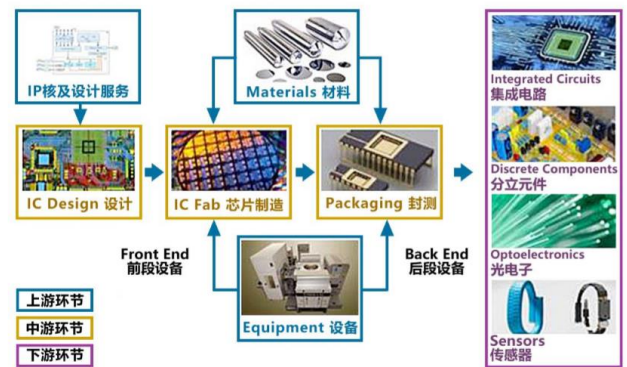 IP核及设计服务
Materials 材料
IC Design 设计
IC Fab 芯片制造
Packaging 封测
Front End
前段设备
Back End
后段设备
Equipment 设备
上游环节
中游环节
下游环节
Integrated Circuits
集成电路
Discrete Components
分立元件
Optoelectronics
光电子
Sensors
传感器